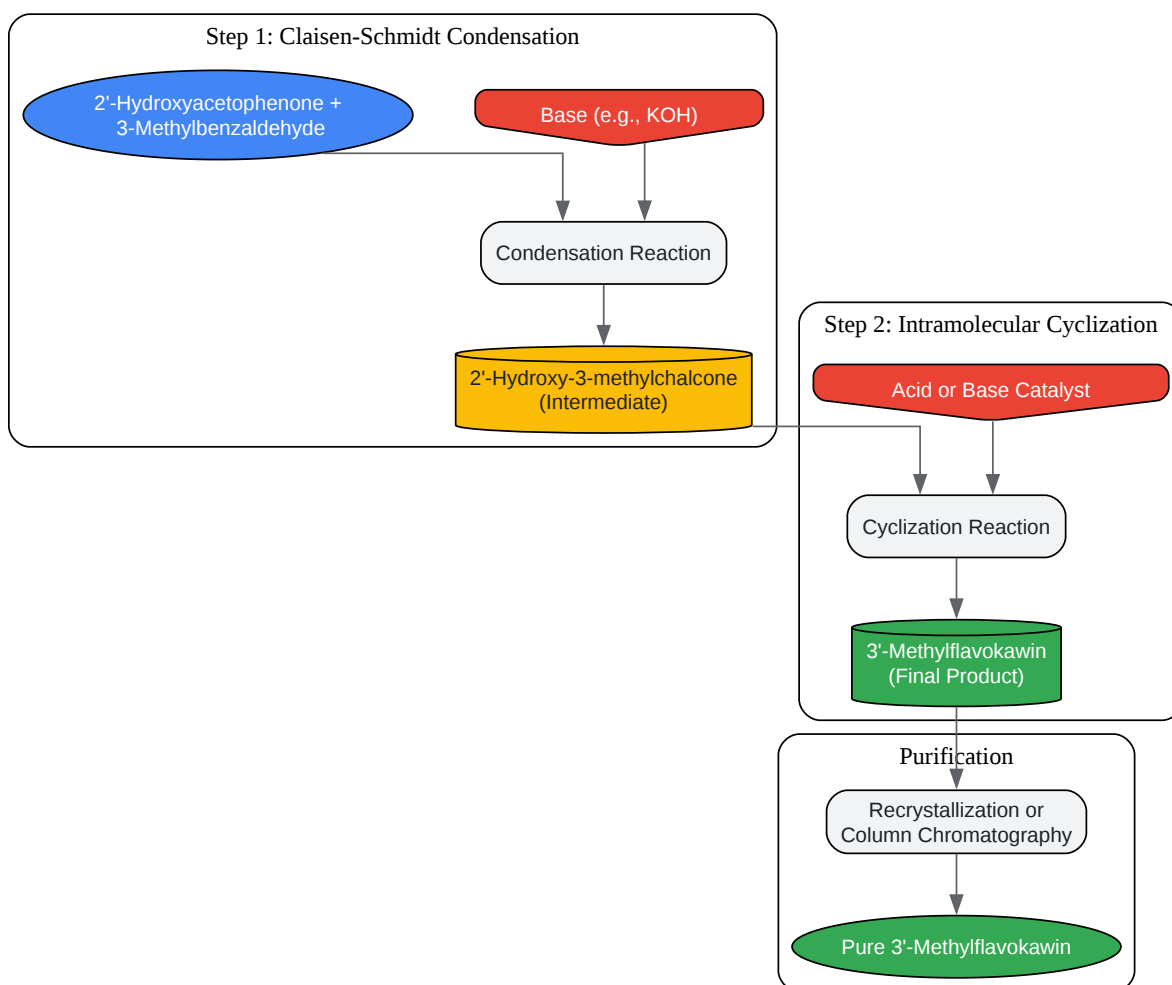 Step 1: Claisen-Schmidt Condensation
2'-Hydroxyacetophenone +
3-Methylbenzaldehyde
Base (e.g., KOH)
Condensation Reaction
2'-Hydroxy-3-methylchalcone
(Intermediate)
Step 2: Intramolecular Cyclization
Acid or Base Catalyst
Cyclization Reaction
3'-Methylflavokawin
(Final Product)
Purification
Recrystallization or
Column Chromatography
Pure 3'-Methylflavokawin